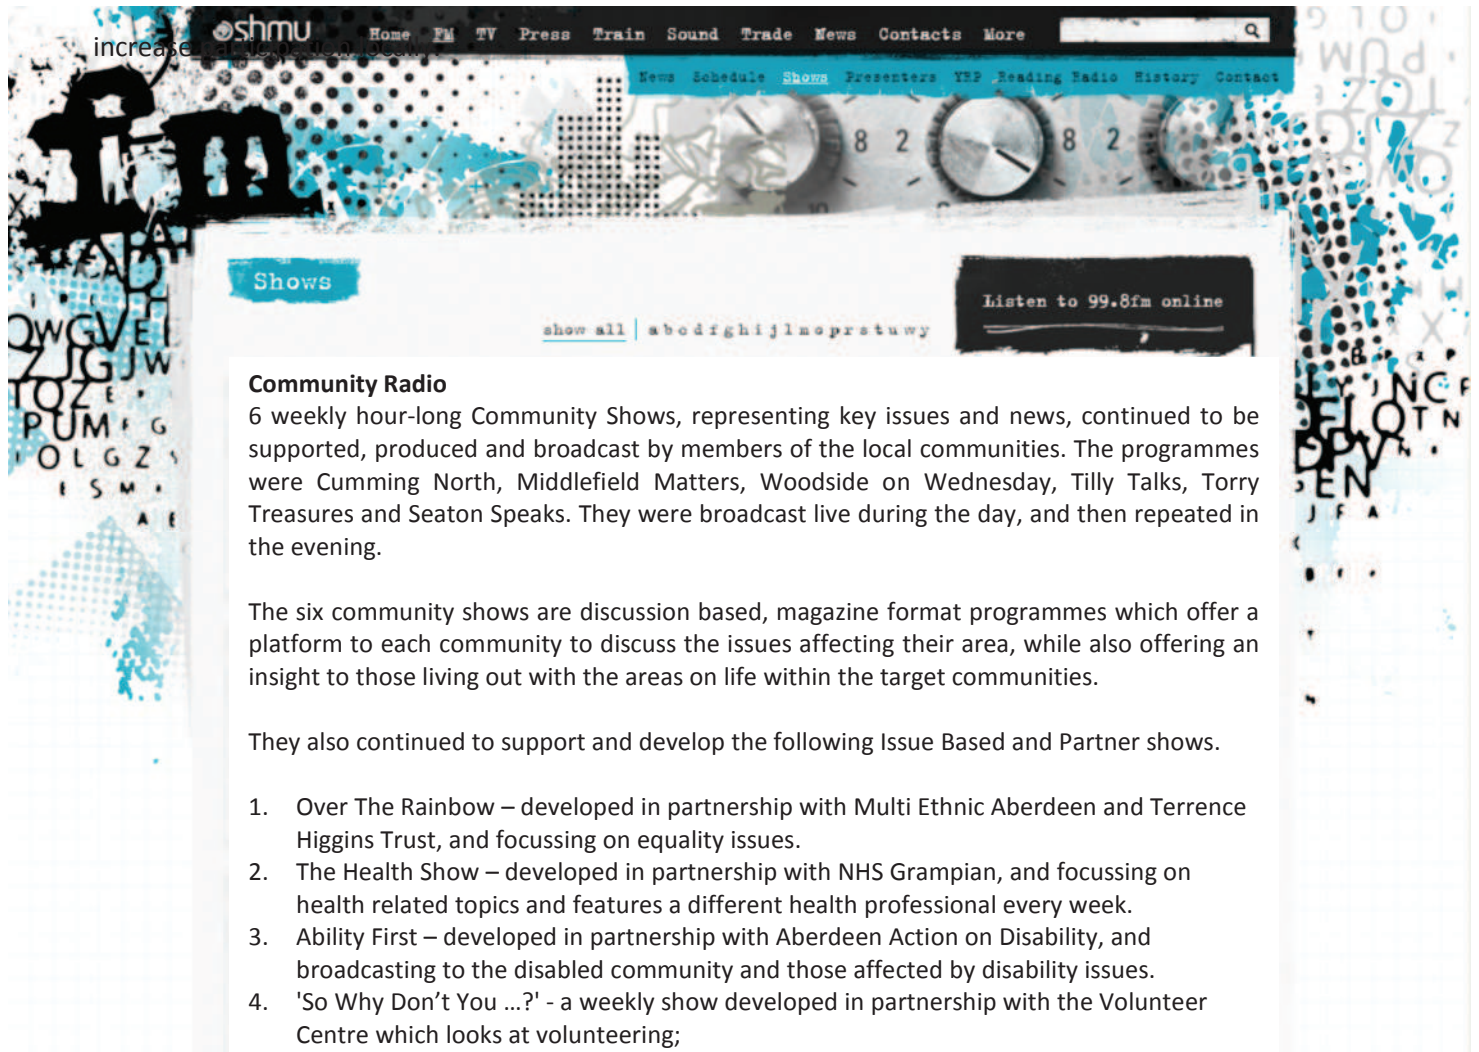 shmu
Home FM TV Press Train Sound Trade News Contacts More
increase participation locally.
News Schedule Shows Presenters YRP Reading Radio History Contact
fm
8 2 8 2
10
Shows
Listen to 99.8fm online
show all | a b c d f g h i j l m o p r s t u w y
Community Radio
6 weekly hour-long Community Shows, representing key issues and news, continued to be
supported, produced and broadcast by members of the local communities. The programmes
were Cumming North, Middlefield Matters, Woodside on Wednesday, Tilly Talks, Torry
Treasures and Seaton Speaks. They were broadcast live during the day, and then repeated in
the evening.
The six community shows are discussion based, magazine format programmes which offer a
platform to each community to discuss the issues affecting their area, while also offering an
insight to those living out with the areas on life within the target communities.
They also continued to support and develop the following Issue Based and Partner shows.
1. Over The Rainbow – developed in partnership with Multi Ethnic Aberdeen and Terrence
Higgins Trust, and focussing on equality issues.
2. The Health Show – developed in partnership with NHS Grampian, and focussing on
health related topics and features a different health professional every week.
3. Ability First – developed in partnership with Aberdeen Action on Disability, and
broadcasting to the disabled community and those affected by disability issues.
4. 'So Why Don’t You …?' - a weekly show developed in partnership with the Volunteer
Centre which looks at volunteering;